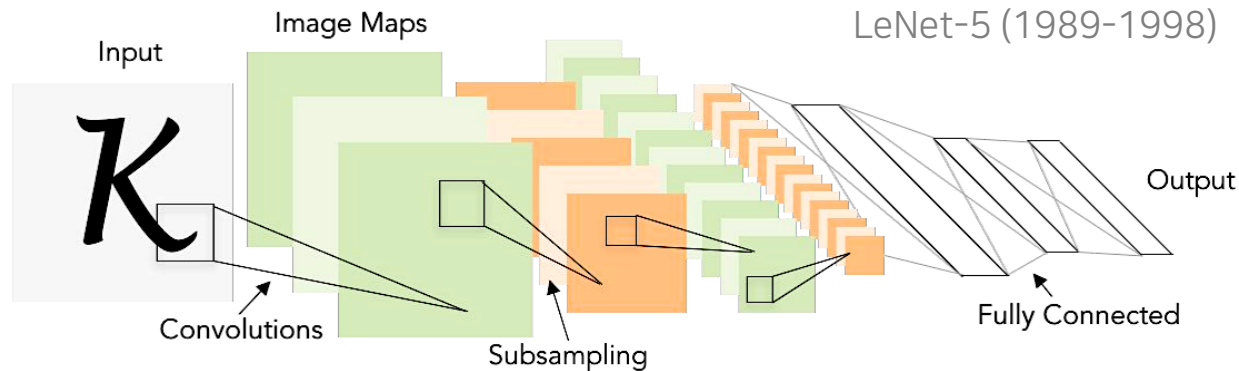 LeNet-5 (1989-1998)
Image Maps
Input
K
Output
Convolutions
Fully Connected
Subsampling